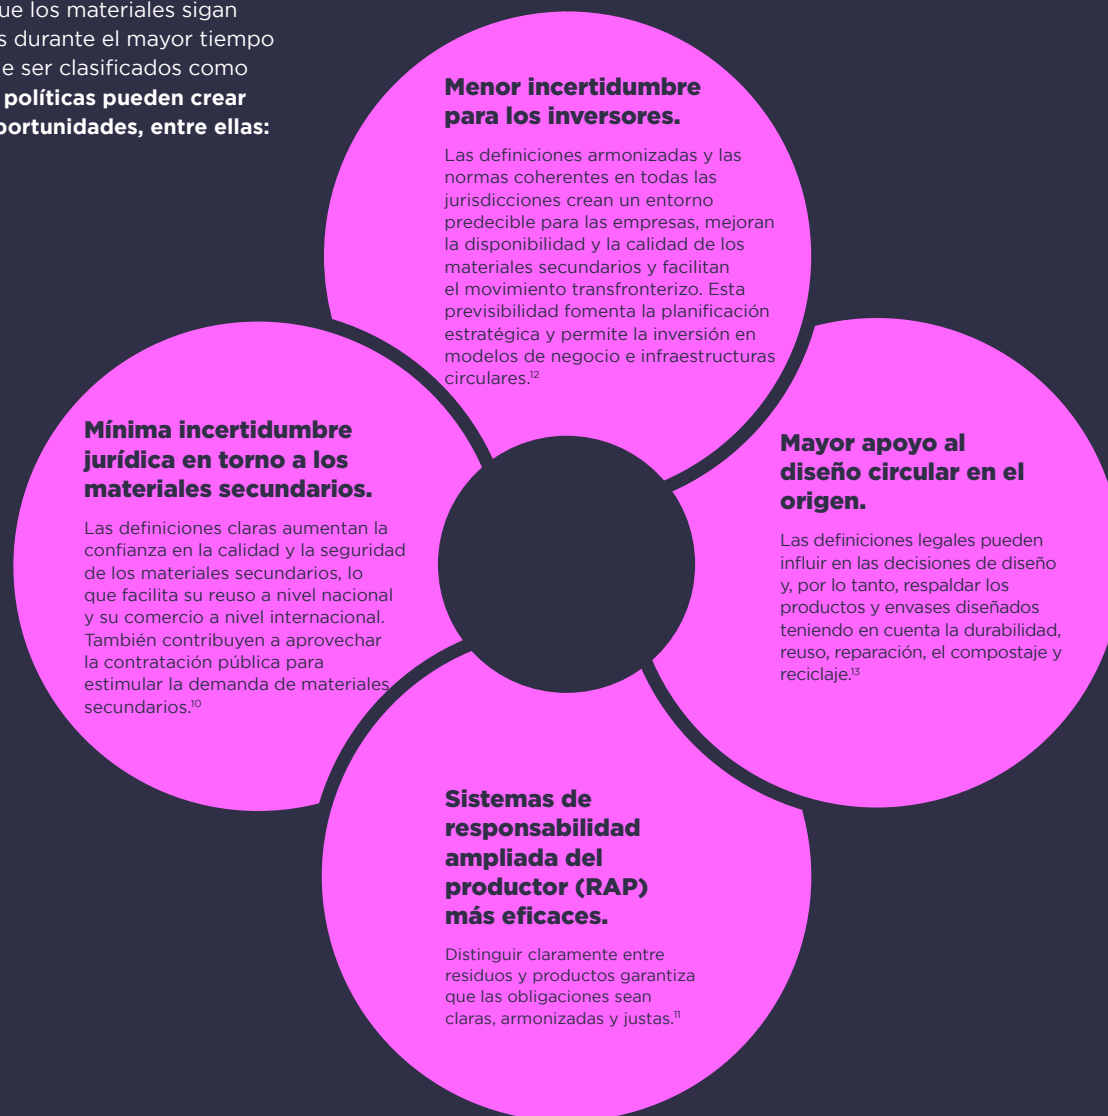 ue los materiales sigan
s durante el mayor tiempo
e ser clasificados como
políticas pueden crear
portunidades, entre ellas:
Menor incertidumbre
para los inversores.
Las definiciones armonizadas y las
normas coherentes en todas las
jurisdicciones crean un entorno
predecible para las empresas, mejoran
la disponibilidad y la calidad de los
materiales secundarios y facilitan
el movimiento transfronterizo. Esta
previsibilidad fomenta la planificación
estratégica y permite la inversión en
modelos de negocio e infraestructuras
circulares.¹²
Mínima incertidumbre
jurídica en torno a los
materiales secundarios.
Las definiciones claras aumentan la
confianza en la calidad y la seguridad
de los materiales secundarios, lo
que facilita su reuso a nivel nacional
y su comercio a nivel internacional.
También contribuyen a aprovechar
la contratación pública para
estimular la demanda de materiales
secundarios.¹⁰
Mayor apoyo al
diseño circular en el
origen.
Las definiciones legales pueden
influir en las decisiones de diseño
y, por lo tanto, respaldar los
productos y envases diseñados
teniendo en cuenta la durabilidad,
reuso, reparación, el compostaje y
reciclaje.¹³
Sistemas de
responsabilidad
ampliada del
productor (RAP)
más eficaces.
Distinguir claramente entre
residuos y productos garantiza
que las obligaciones sean
claras, armonizadas y justas.¹¹